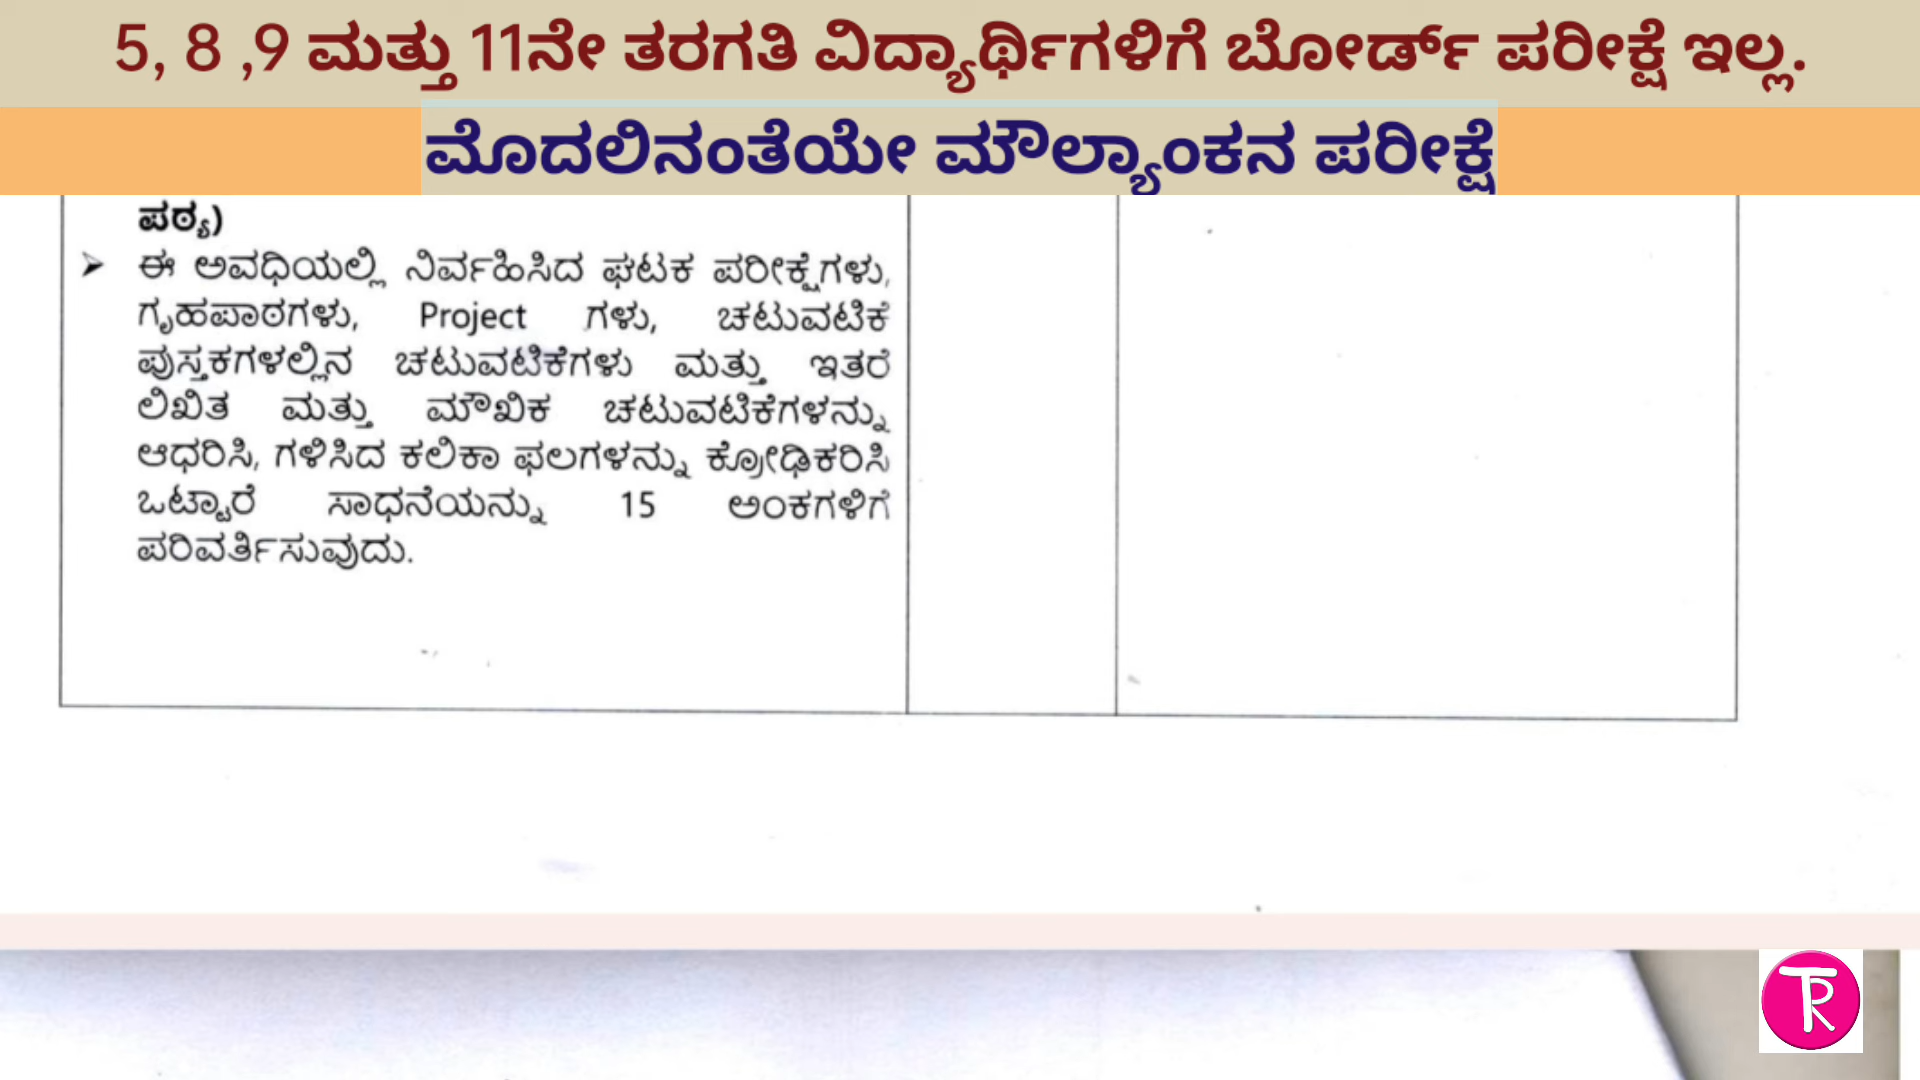 5, 8 ,9 ಮತ್ತು 11ನೇ ತರಗತಿ ವಿದ್ಯಾರ್ಥಿಗಳಿಗೆ ಬೋರ್ಡ್ ಪರೀಕ್ಷೆ ಇಲ್ಲ.
ಮೊದಲಿನಂತೆಯೇ ಮೌಲ್ಯಾಂಕನ ಪರೀಕ್ಷೆ
ಪಠ್ಯ)
➤ ಈ ಅವಧಿಯಲ್ಲಿ ನಿರ್ವಹಿಸಿದ ಘಟಕ ಪರೀಕ್ಷೆಗಳು,
ಗೃಹಪಾಠಗಳು, Project ಗಳು, ಚಟುವಟಿಕೆ
ಪುಸ್ತಕಗಳಲ್ಲಿನ ಚಟುವಟಿಕೆಗಳು ಮತ್ತು ಇತರೆ
ಲಿಖಿತ ಮತ್ತು ಮೌಖಿಕ ಚಟುವಟಿಕೆಗಳನ್ನು
ಆಧರಿಸಿ, ಗಳಿಸಿದ ಕಲಿಕಾ ಫಲಗಳನ್ನು ಕ್ರೋಢಿಕರಿಸಿ
ಒಟ್ಟಾರೆ ಸಾಧನೆಯನ್ನು 15 ಅಂಕಗಳಿಗೆ
ಪರಿವರ್ತಿಸುವುದು.
TR